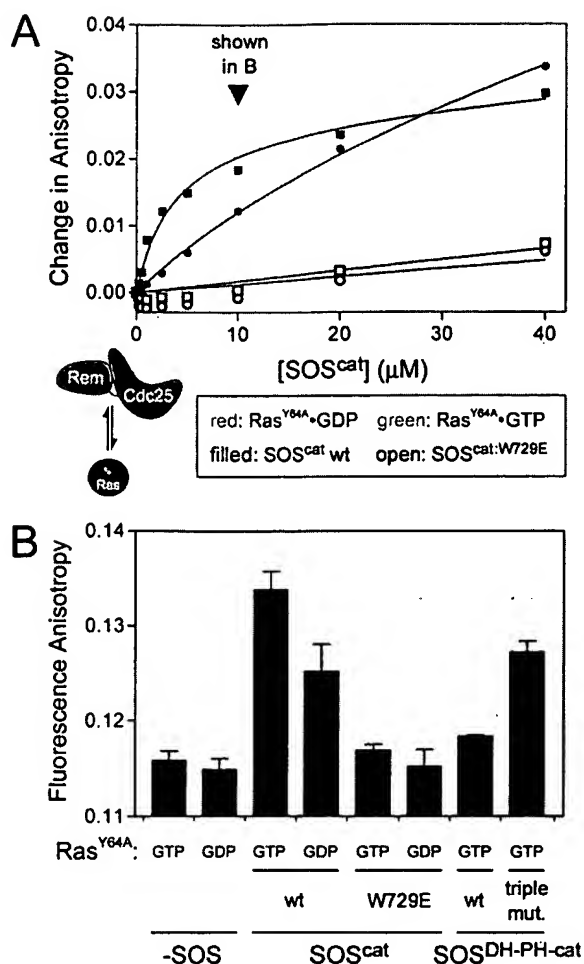 A
0.04
0.03
0.02
0.01
0.00
Change in Anisotropy
shown
in B
0
10
20
30
40
[SOS^cat] (µM)
Rem
Cdc25
Ras
red: Ras^Y64A•GDP green: Ras^Y64A•GTP
filled: SOS^cat wt open: SOS^cat:W729E
B
0.14
0.13
0.12
0.11
Fluorescence Anisotropy
Ras^Y64A: GTP GDP GTP GDP GTP GDP GTP GTP
wt W729E wt triple
mut.
-SOS SOS^cat SOS^DH-PH-cat